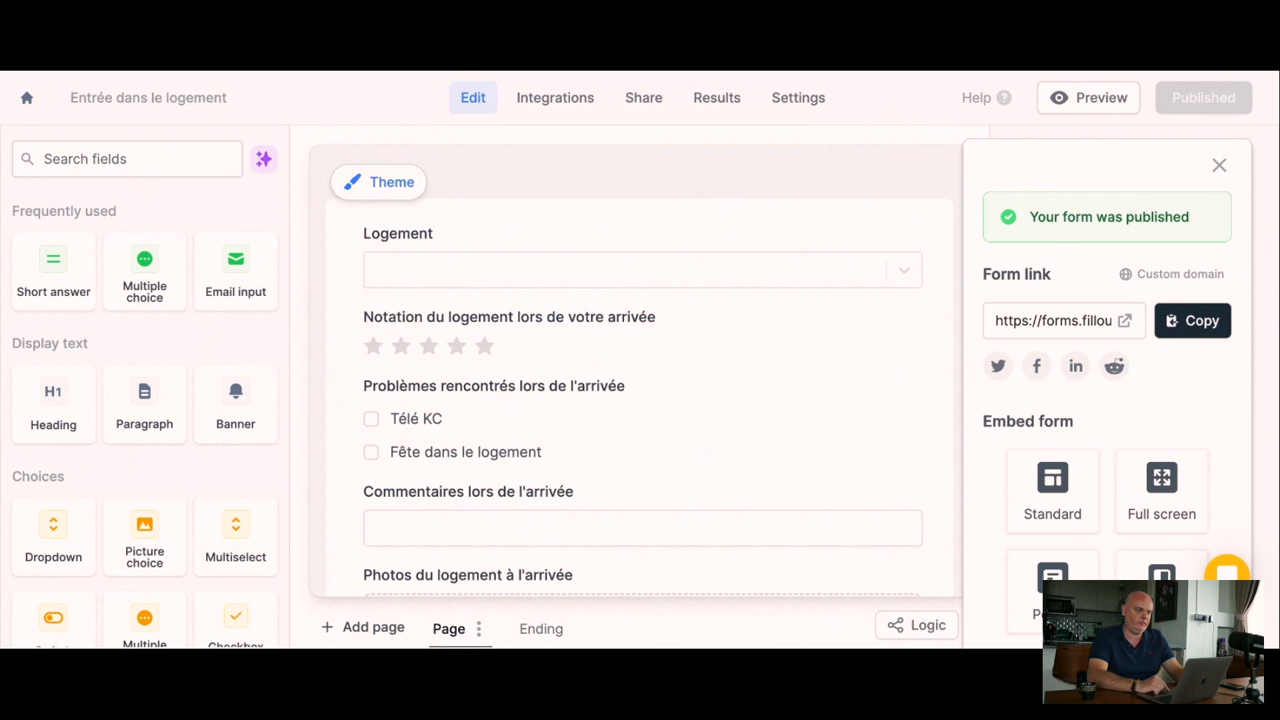 Entrée dans le logement
Edit
Integrations
Share
Results
Settings
Help ?
Preview
Published
Search fields
Frequently used
Short answer
Multiple
choice
Email input
Display text
H1
Heading
Paragraph
Banner
Choices
Dropdown
Picture
choice
Multiselect
Multiple
Checkbox
Theme
Logement
Notation du logement lors de votre arrivée
Problèmes rencontrés lors de l'arrivée
Télé KC
Fête dans le logement
Commentaires lors de l'arrivée
Photos du logement à l'arrivée
+ Add page
Page
Ending
Logic
Your form was published
Form link
Custom domain
https://forms.fillou
Copy
in
Embed form
Standard
Full screen